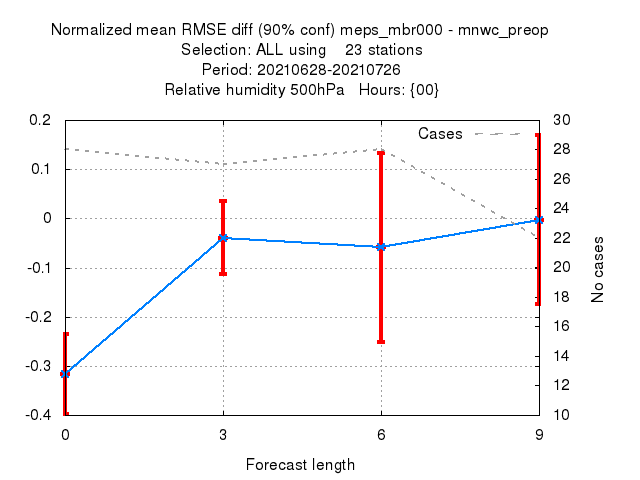 Normalized mean RMSE diff (90% conf) meps_mbr000 - mnwc_preop
Selection: ALL using    23 stations
Period: 20210628-20210726
Relative humidity 500hPa   Hours: {00}
Cases
0.2
0.1
0
-0.1
-0.2
-0.3
-0.4
30
28
26
24
22
20
18
16
14
12
10
No cases
0 3 6 9
Forecast length